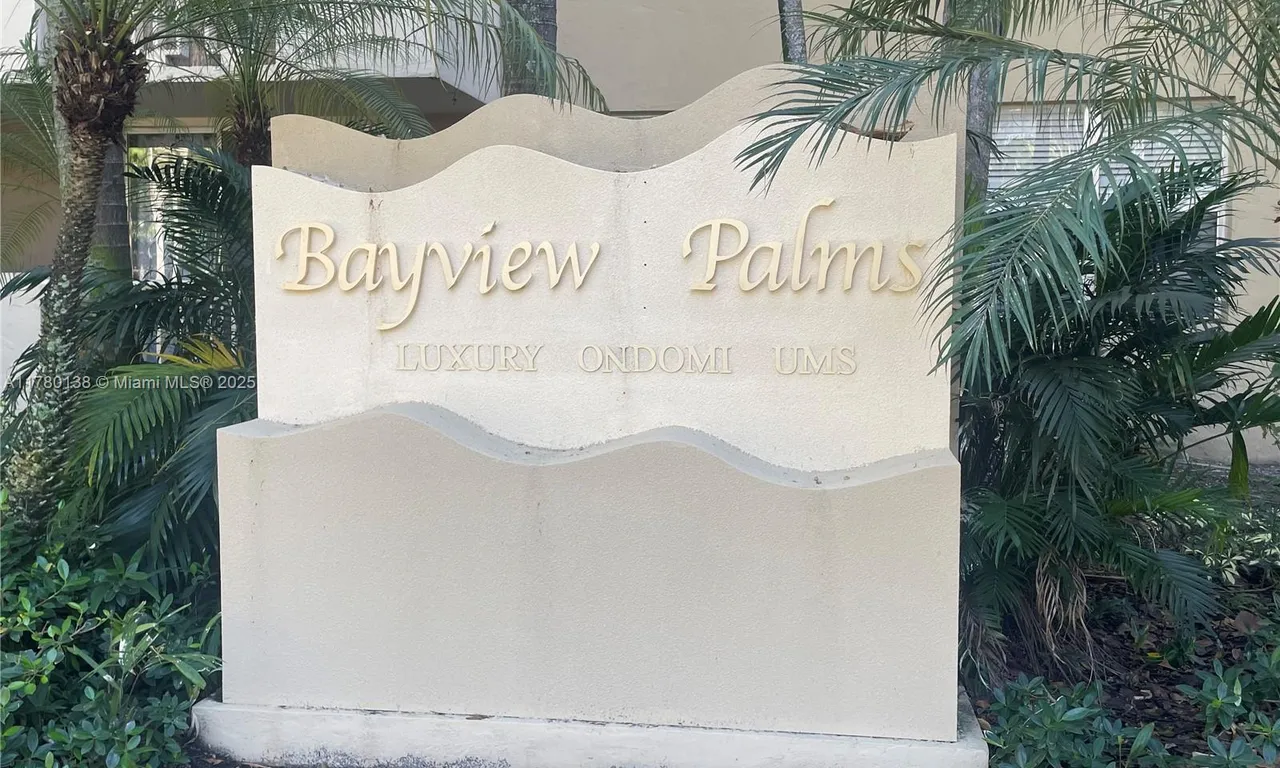 Bayview Palms
LUXURY ONDOMI UMS
A11780138 © Miami MLS® 2025